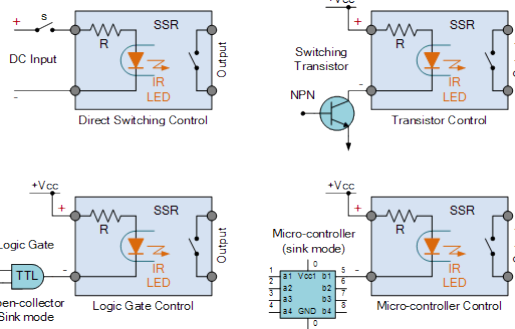 s
+
SSR
R
DC Input
Output
IR
LED
-
Direct Switching Control
+Vcc
+
SSR
R
Switching
Transistor
NPN
-
IR
LED
Transistor Control
+Vcc
+
SSR
R
Logic Gate
Output
TTL
-
IR
LED
Sink mode
Logic Gate Control
+Vcc
+
SSR
R
Micro-controller
(sink mode)
0
1 a1 Vcc1 b1 5
-
2 a2 b2 6
3 a3 b3 7
4 a4 GND b4 8
0
IR
LED
Micro-controller Control